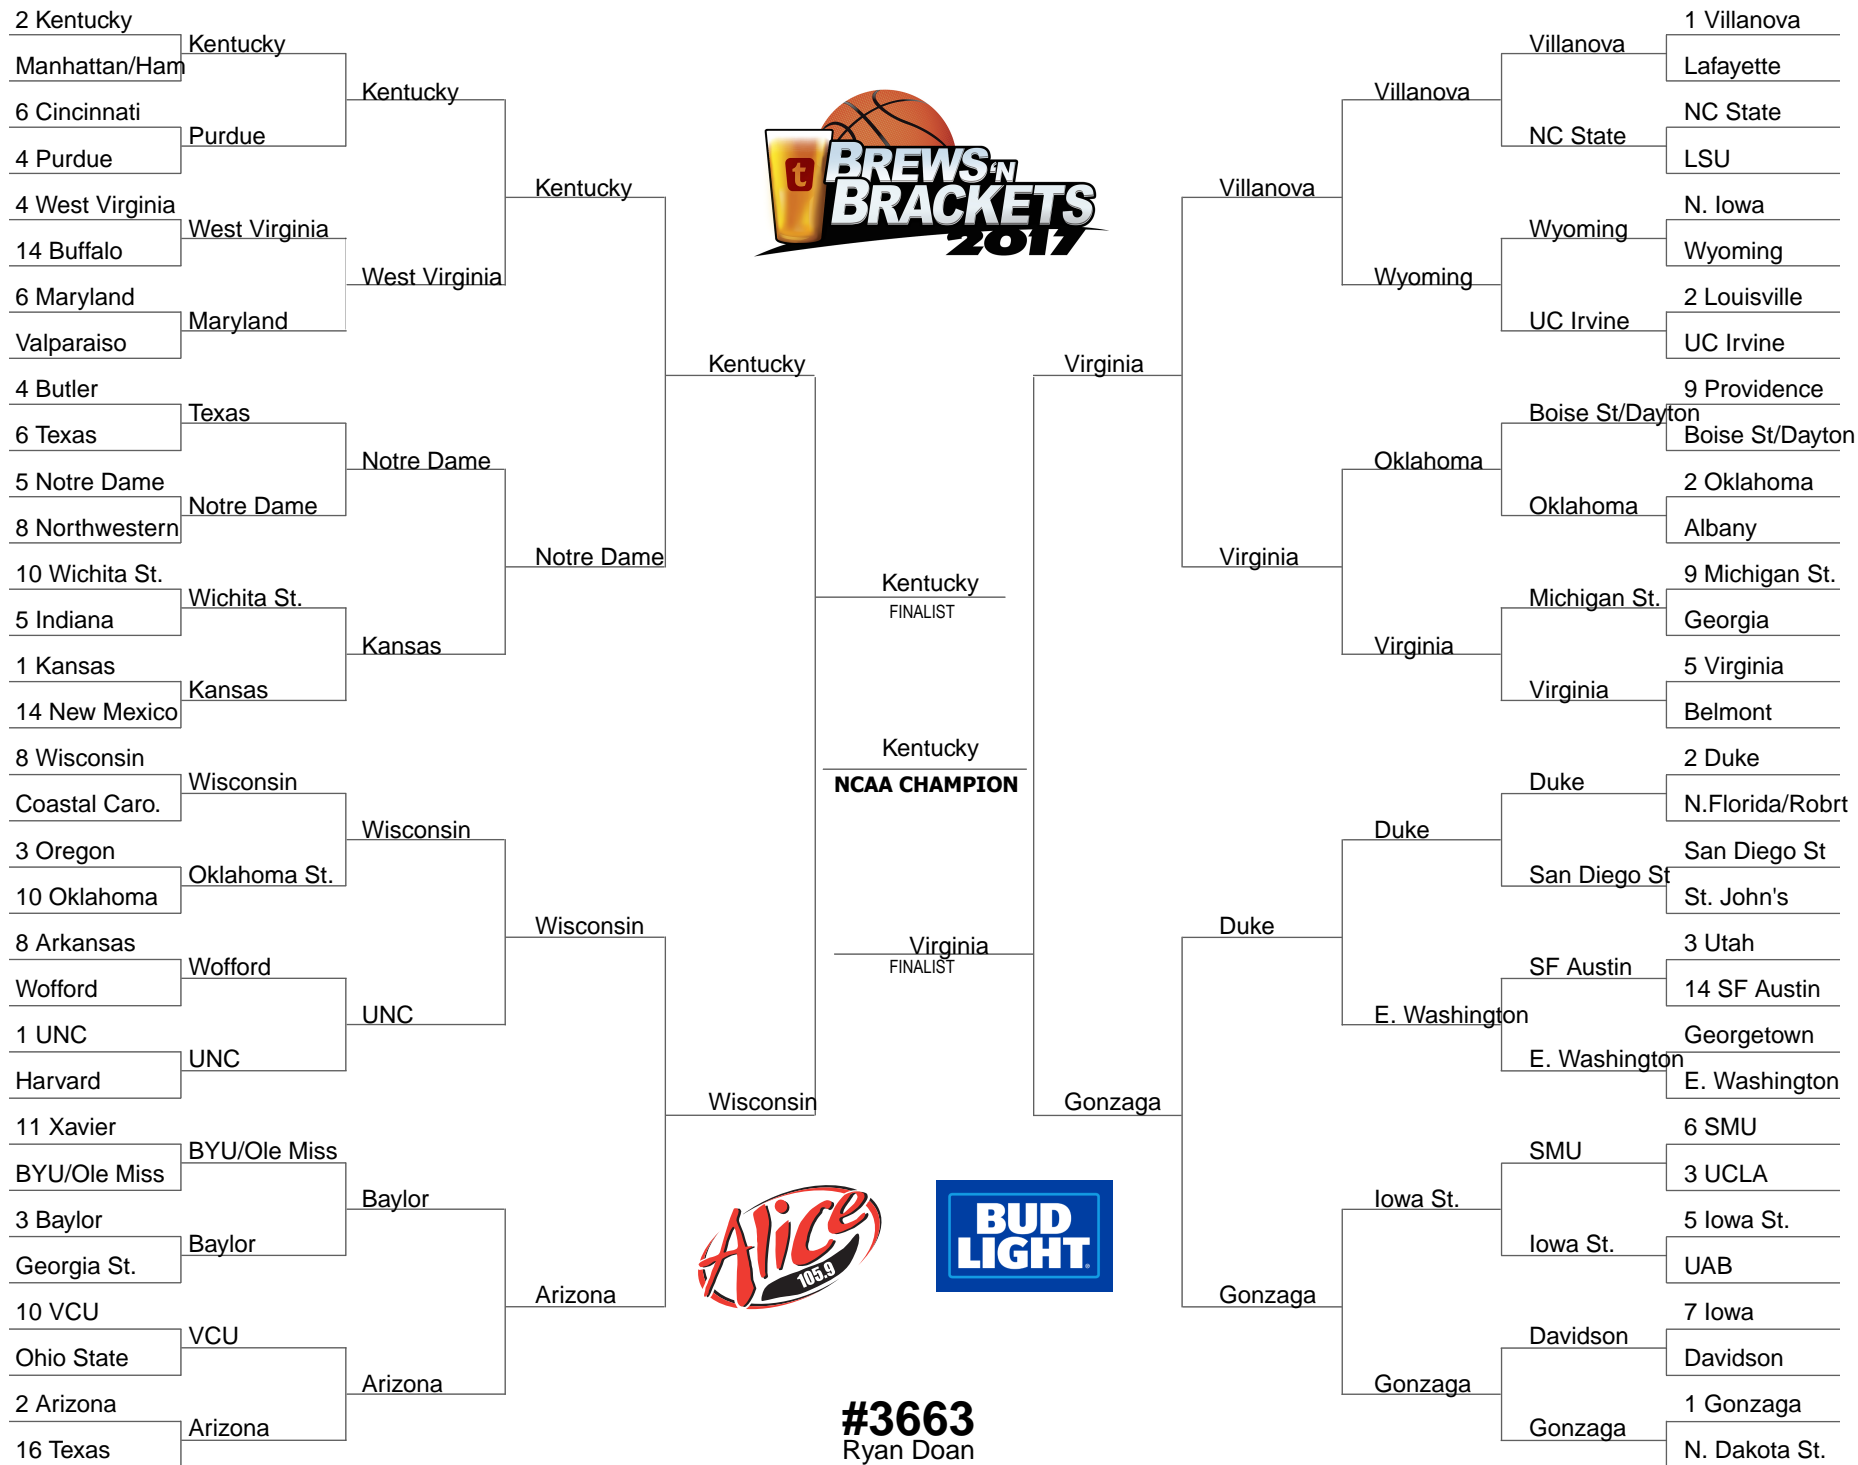 2 Kentucky
Manhattan/Ham
6 Cincinnati
4 Purdue
4 West Virginia
14 Buffalo
6 Maryland
Valparaiso
4 Butler
6 Texas
5 Notre Dame
8 Northwestern
10 Wichita St.
5 Indiana
1 Kansas
14 New Mexico
8 Wisconsin
Coastal Caro.
3 Oregon
10 Oklahoma
8 Arkansas
Wofford
1 UNC
Harvard
11 Xavier
BYU/Ole Miss
3 Baylor
Georgia St.
10 VCU
Ohio State
2 Arizona
16 Texas
Kentucky
Purdue
West Virginia
Maryland
Texas
Notre Dame
Wichita St.
Kansas
Wisconsin
Oklahoma St.
Wofford
UNC
BYU/Ole Miss
Baylor
VCU
Arizona
Kentucky
West Virginia
Notre Dame
Kansas
Wisconsin
UNC
Baylor
Arizona
Kentucky
Notre Dame
Wisconsin
Arizona
Kentucky
Wisconsin
t
BREWS 'N
BRACKETS
2017
Kentucky
FINALIST
Kentucky
NCAA CHAMPION
Virginia
FINALIST
Alice
105.9
BUD
LIGHT
#3663
Ryan Doan
Virginia
Gonzaga
Villanova
Virginia
Duke
Gonzaga
Villanova
Wyoming
Oklahoma
Virginia
Duke
E. Washington
Iowa St.
Gonzaga
Villanova
NC State
Wyoming
UC Irvine
Boise St/Dayton
Oklahoma
Michigan St.
Virginia
Duke
San Diego St
SF Austin
E. Washington
SMU
Iowa St.
Davidson
Gonzaga
1 Villanova
Lafayette
NC State
LSU
N. Iowa
Wyoming
2 Louisville
UC Irvine
9 Providence
Boise St/Dayton
2 Oklahoma
Albany
9 Michigan St.
Georgia
5 Virginia
Belmont
2 Duke
N.Florida/Robrt
San Diego St
St. John's
3 Utah
14 SF Austin
Georgetown
E. Washington
6 SMU
3 UCLA
5 Iowa St.
UAB
7 Iowa
Davidson
1 Gonzaga
N. Dakota St.